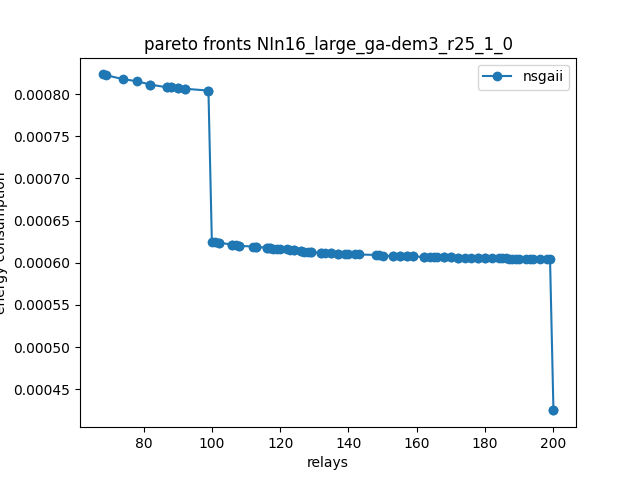 pareto fronts NIn16_large_ga-dem3_r25_1_0
nsgaii
0.00080
0.00075
0.00070
0.00065
0.00060
0.00055
0.00050
0.00045
energy consumption
80 100 120 140 160 180 200
relays